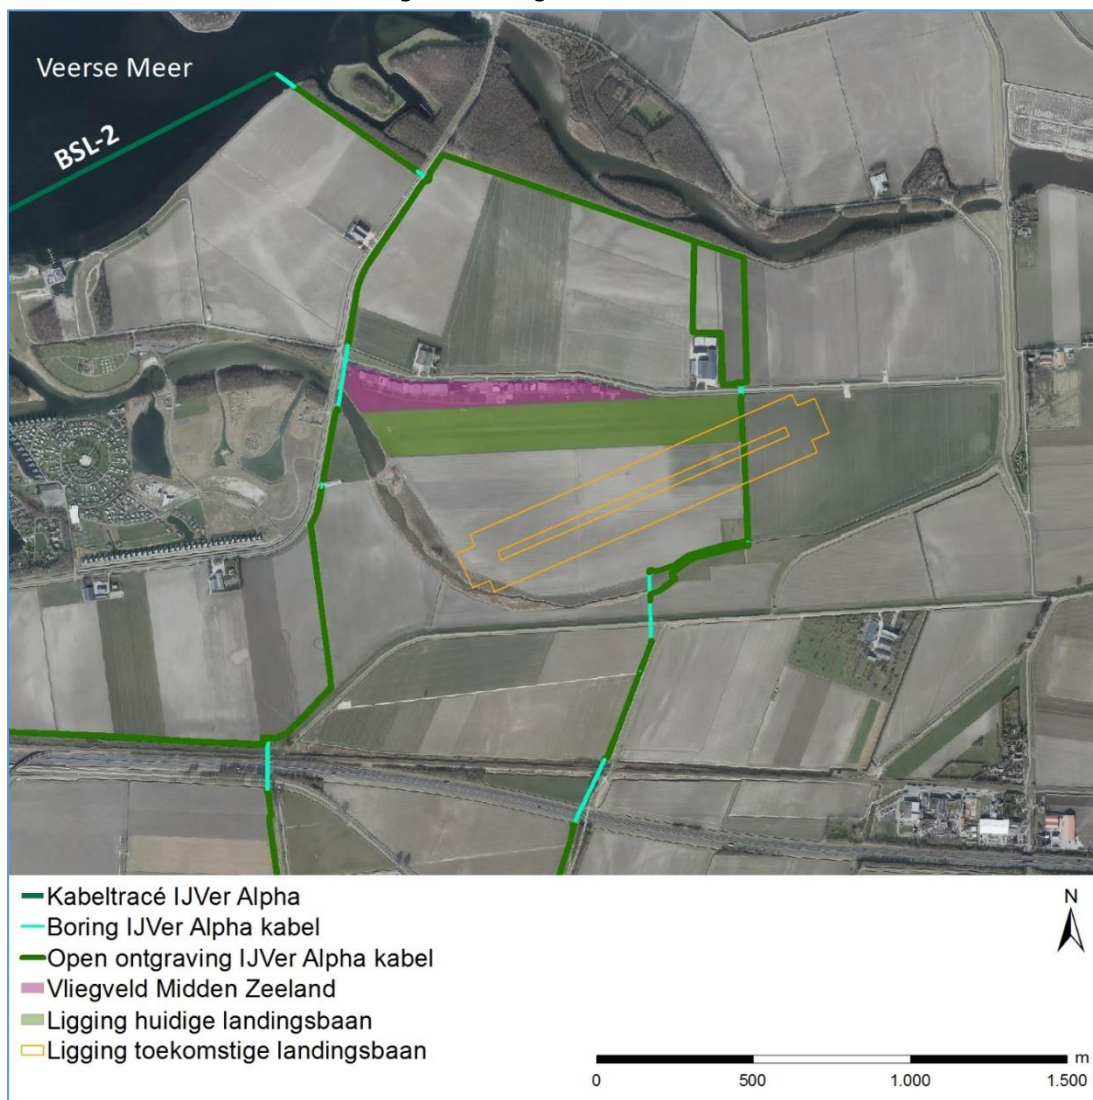 Veerse Meer
BSL-2
Kabeltracé IJVer Alpha
Boring IJVer Alpha kabel
Open ontgraving IJVer Alpha kabel
Vliegveld Midden Zeeland
Ligging huidige landingsbaan
Ligging toekomstige landingsbaan
N
m
0 500 1.000 1.500